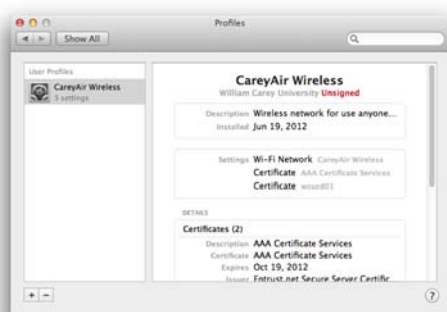 Profiles
Show All
User Profiles
CareyAir Wireless
3 settings
CareyAir Wireless
William Carey University Unsigned
Description Wireless network for use anyone...
Installed Jun 19, 2012
Settings Wi-Fi Network CareyAir Wireless
Certificate AAA Certificate Services
Certificate
DETAILS
Certificates (2)
Description AAA Certificate Services
Certificate AAA Certificate Services
Expires Oct 19, 2012
Issuer Entrust.net Secure Server Certific...
+ −
?